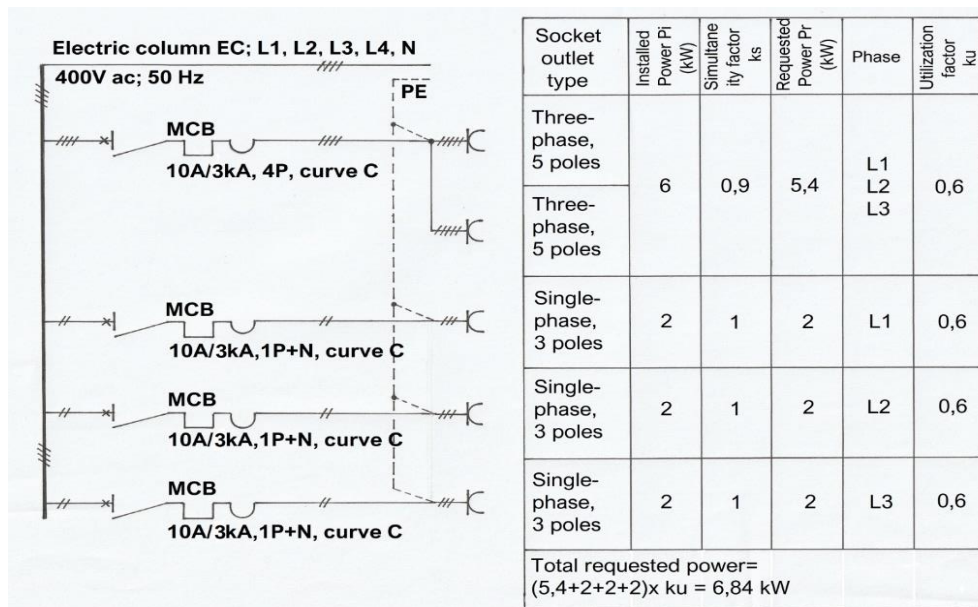 Electric column EC; L1, L2, L3, L4, N
400V ac; 50 Hz
PE
MCB
10A/3kA, 4P, curve C
MCB
10A/3kA,1P+N, curve C
MCB
10A/3kA,1P+N, curve C
MCB
10A/3kA,1P+N, curve C
Socket
outlet
type
Installed
Power Pi
(kW)
Simultane
ity factor
ks
Requested
Power Pr
(kW)
Phase
Utilization
factor
ku
Three-
phase,
5 poles
Three-
phase,
5 poles
6
0,9
5,4
L1
L2
L3
0,6
Single-
phase,
3 poles
2
1
2
L1
0,6
Single-
phase,
3 poles
2
1
2
L2
0,6
Single-
phase,
3 poles
2
1
2
L3
0,6
Total requested power=
(5,4+2+2+2)x ku = 6,84 kW